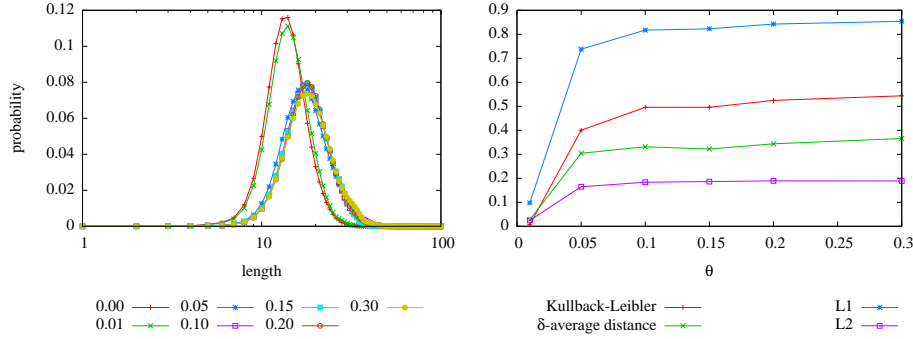 0.12
0.1
0.08
0.06
0.04
0.02
0
probability
1 10 100
length
0.00 0.05 0.15 0.30
0.01 0.10 0.20
0.9
0.8
0.7
0.6
0.5
0.4
0.3
0.2
0.1
0
0 0.05 0.1 0.15 0.2 0.25 0.3
θ
Kullback-Leibler L1
δ-average distance L2